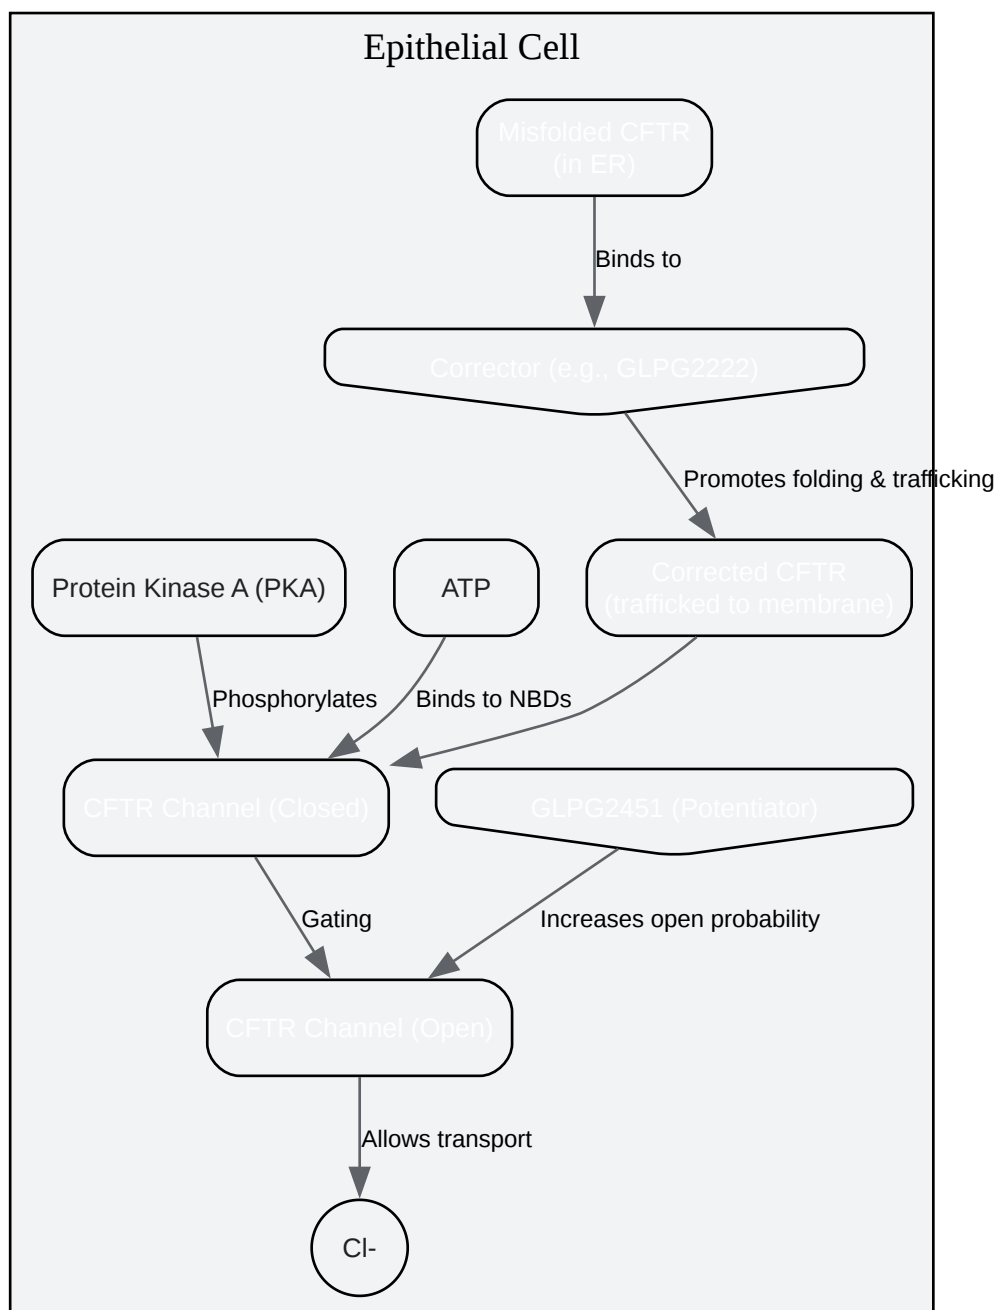 Epithelial Cell
Misfolded CFTR
(in ER)
Binds to
Corrector (e.g., GLPG2222)
Promotes folding & trafficking
Protein Kinase A (PKA)
ATP
Corrected CFTR
(trafficked to membrane)
Phosphorylates
Binds to NBDs
CFTR Channel (Closed)
GLPG2451 (Potentiator)
Gating
Increases open probability
CFTR Channel (Open)
Allows transport
Cl-